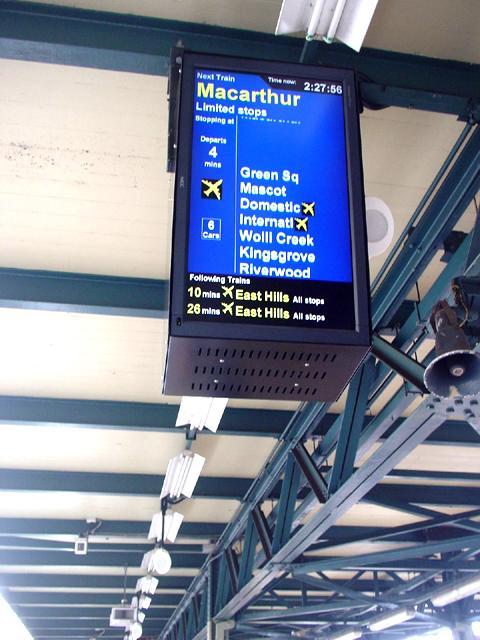 Next Train
Time now: 2:27:56
Macarthur
Limited stops
Stopping at
Departs
4
mins
6
Cars
Green Sq
Mascot
Domestic
Internatl
Wolli Creek
Kingsgrove
Riverwood
Following Trains
10 mins East Hills All stops
26 mins East Hills All stops